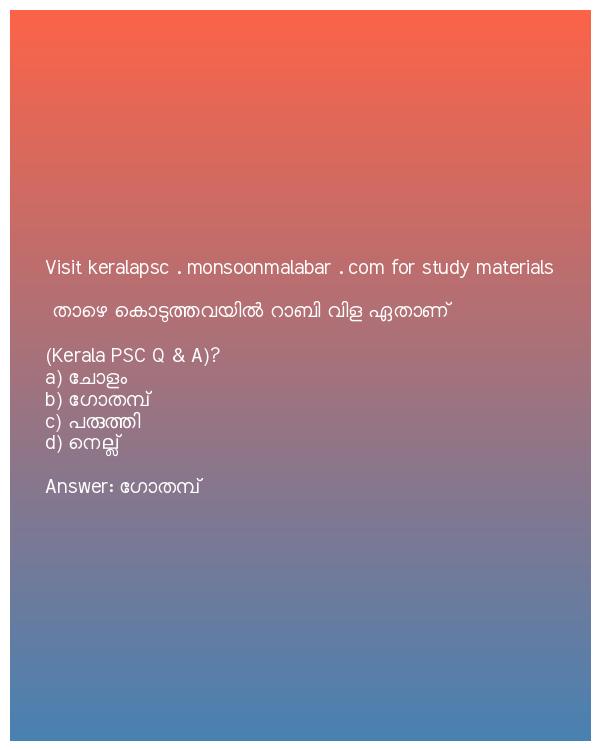 Visit keralapsc . monsoonmalabar . com for study materials
താഴെ കൊടുത്തവയിൽ റാബി വിള ഏതാണ്
(Kerala PSC Q & A)?
a) ചോളം
b) ഗോതമ്പ്
c) പരുത്തി
d) നെല്ല്
Answer: ഗോതമ്പ്